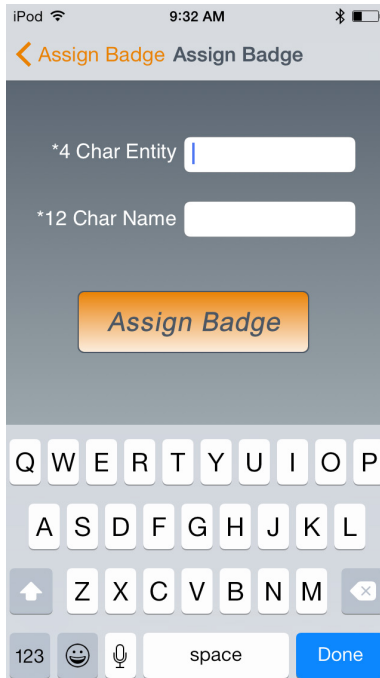 iPod 9:32 AM
Assign Badge Assign Badge
*4 Char Entity
*12 Char Name
Assign Badge
Q W E R T Y U I O P
A S D F G H J K L
Z X C V B N M
123 space Done